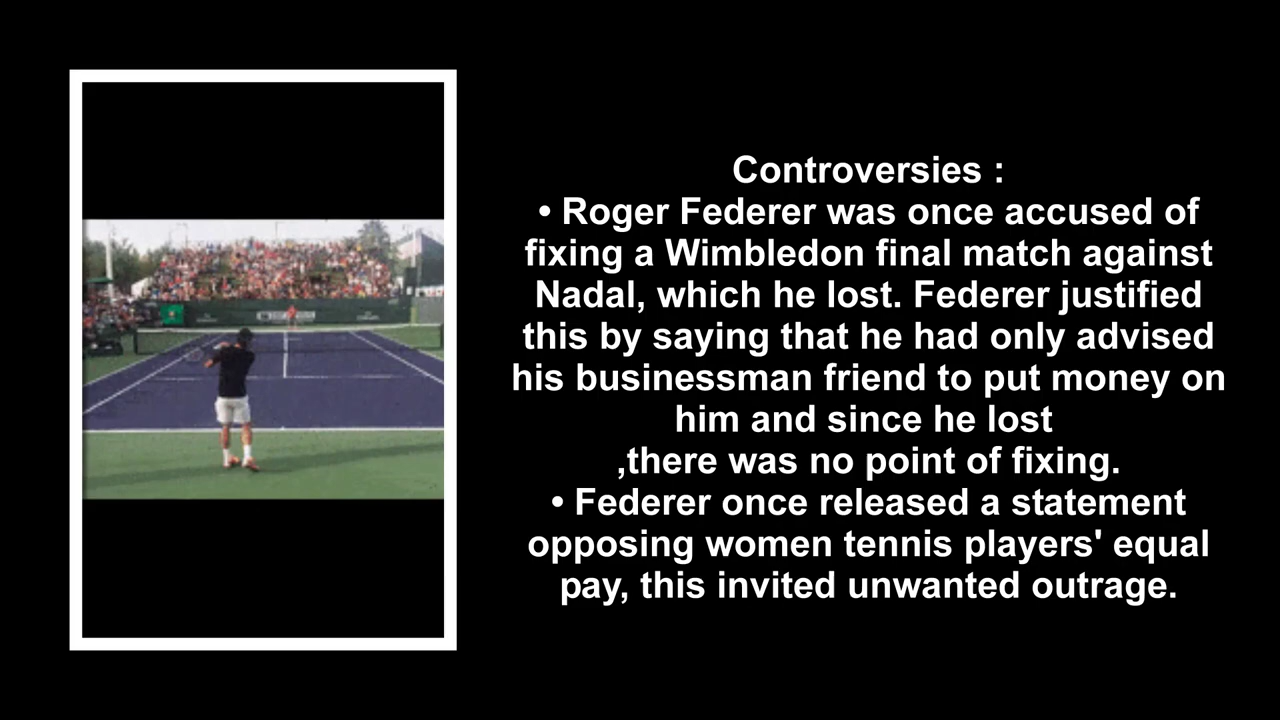 Controversies :
• Roger Federer was once accused of
fixing a Wimbledon final match against
Nadal, which he lost. Federer justified
this by saying that he had only advised
his businessman friend to put money on
him and since he lost
,there was no point of fixing.
• Federer once released a statement
opposing women tennis players' equal
pay, this invited unwanted outrage.